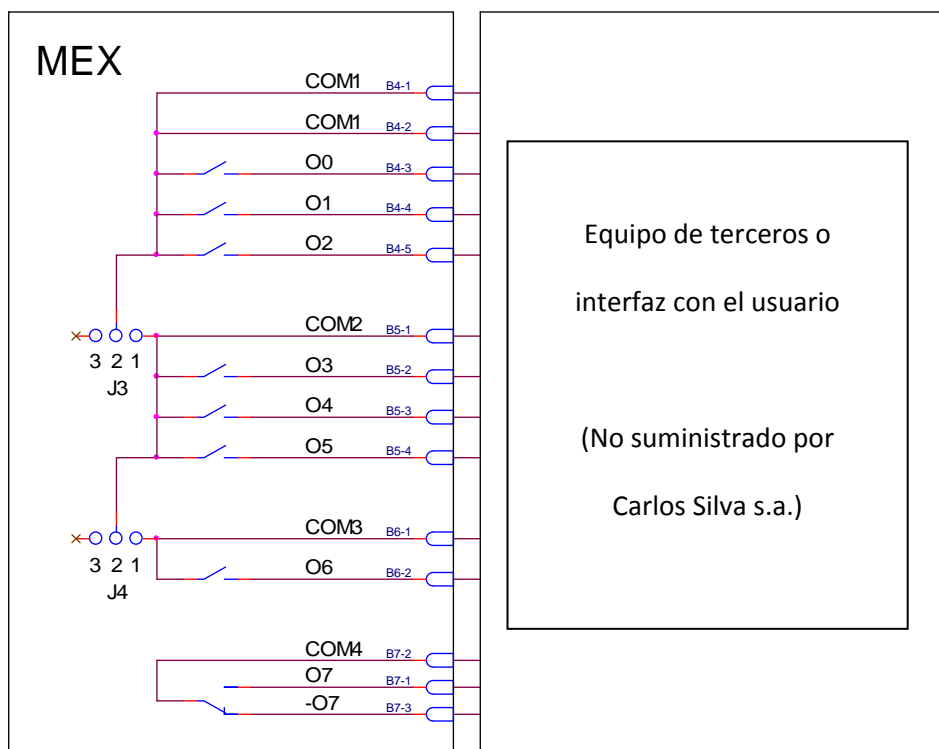 MEX
COM1 B4-1
COM1 B4-2
O0 B4-3
O1 B4-4
O2 B4-5
COM2 B5-1
3 2 1
J3
O3 B5-2
O4 B5-3
O5 B5-4
COM3 B6-1
3 2 1
J4
O6 B6-2
COM4 B7-2
O7 B7-1
-O7 B7-3
Equipo de terceros o
interfaz con el usuario
(No suministrado por
Carlos Silva s.a.)